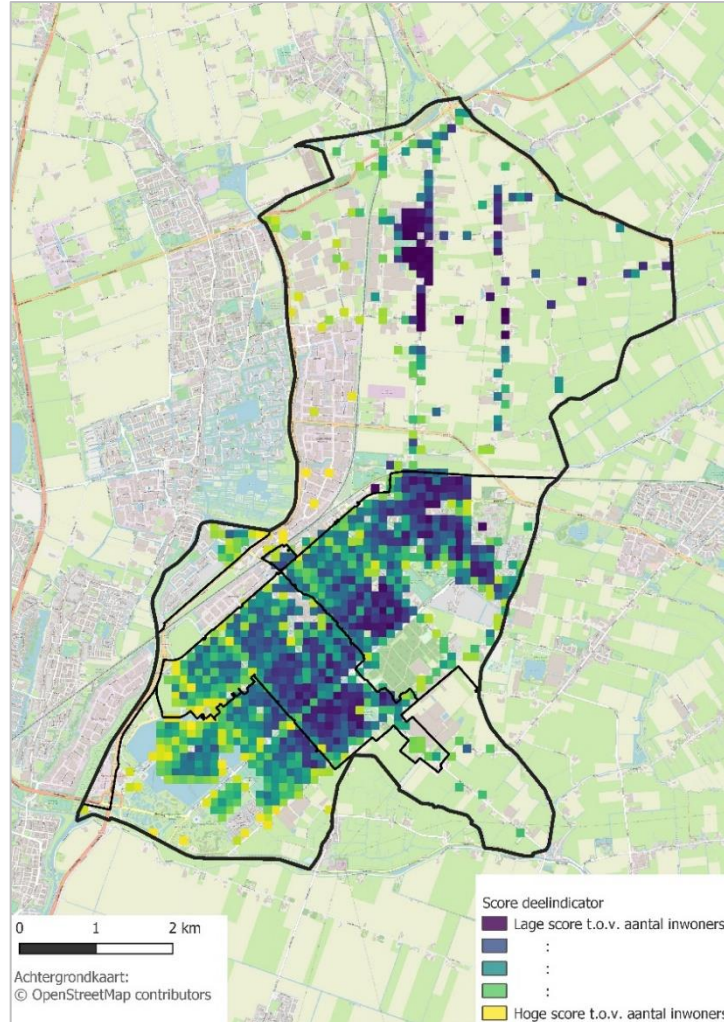 Score deelindicator
Lage score t.o.v. aantal inwoners
:
:
:
Hoge score t.o.v. aantal inwoners
0 1 2 km
Achtergrondkaart:
© OpenStreetMap contributors